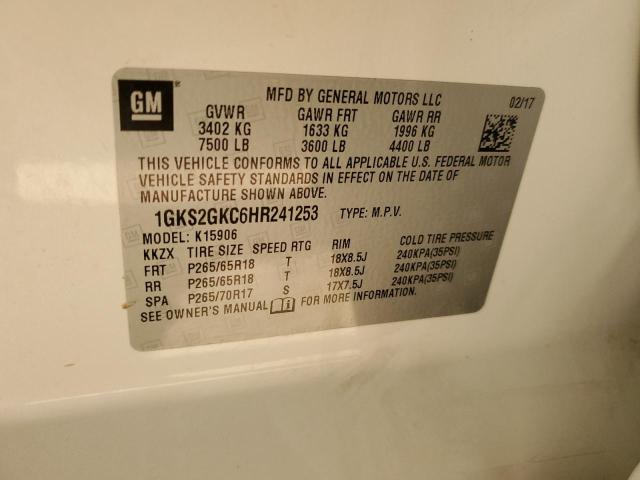 GM
MFD BY GENERAL MOTORS LLC 02/17
GVWR GAWR FRT GAWR RR
3402 KG 1633 KG 1996 KG
7500 LB 3600 LB 4400 LB
THIS VEHICLE CONFORMS TO ALL APPLICABLE U.S. FEDERAL MOTOR
VEHICLE SAFETY STANDARDS IN EFFECT ON THE DATE OF
MANUFACTURE SHOWN ABOVE.
1GKS2GKC6HR241253 TYPE: M.P.V.
MODEL: K15906
KKZX TIRE SIZE SPEED RTG RIM COLD TIRE PRESSURE
FRT P265/65R18 T 18X8.5J 240KPA(35PSI)
RR P265/65R18 T 18X8.5J 240KPA(35PSI)
SPA P265/70R17 S 17X7.5J 240KPA(35PSI)
SEE OWNER'S MANUAL FOR MORE INFORMATION.